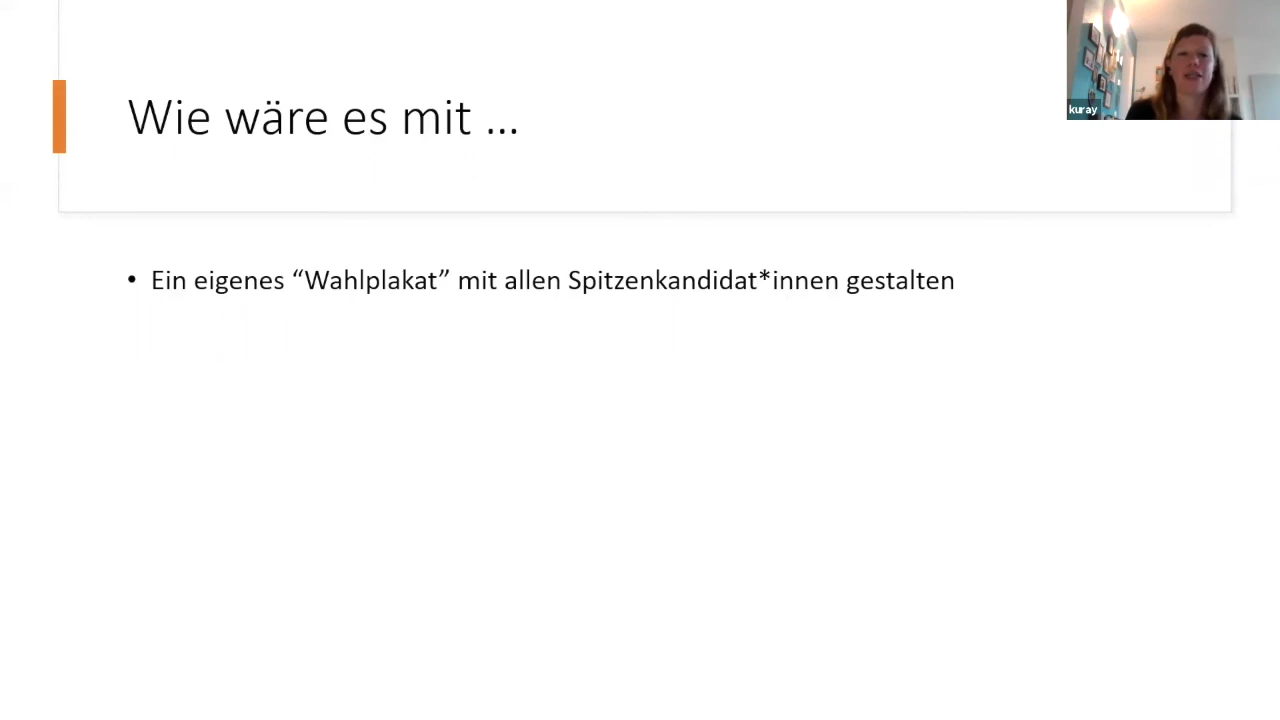 Wie wäre es mit ...
kuray
• Ein eigenes “Wahlplakat” mit allen Spitzenkandidat*innen gestalten